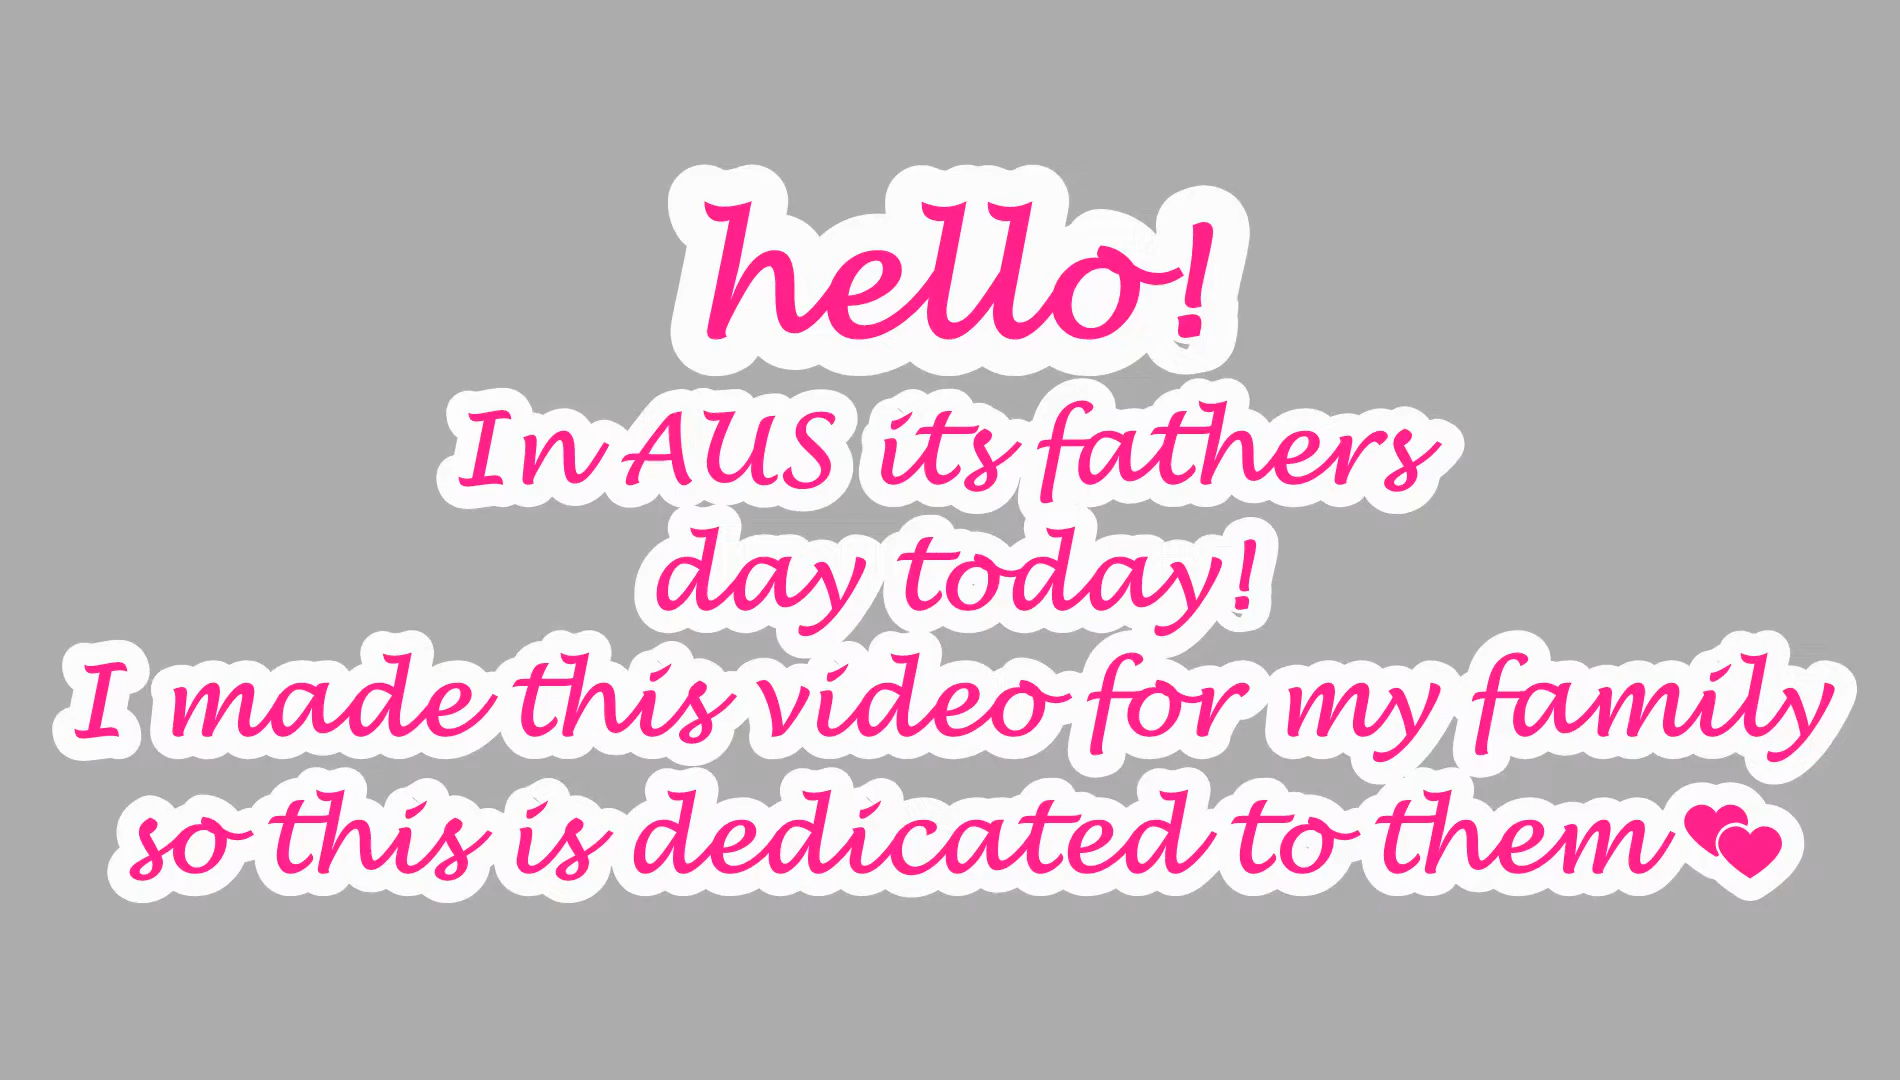 hello!
In AUS its fathers
day today!
I made this video for my family
so this is dedicated to them💕